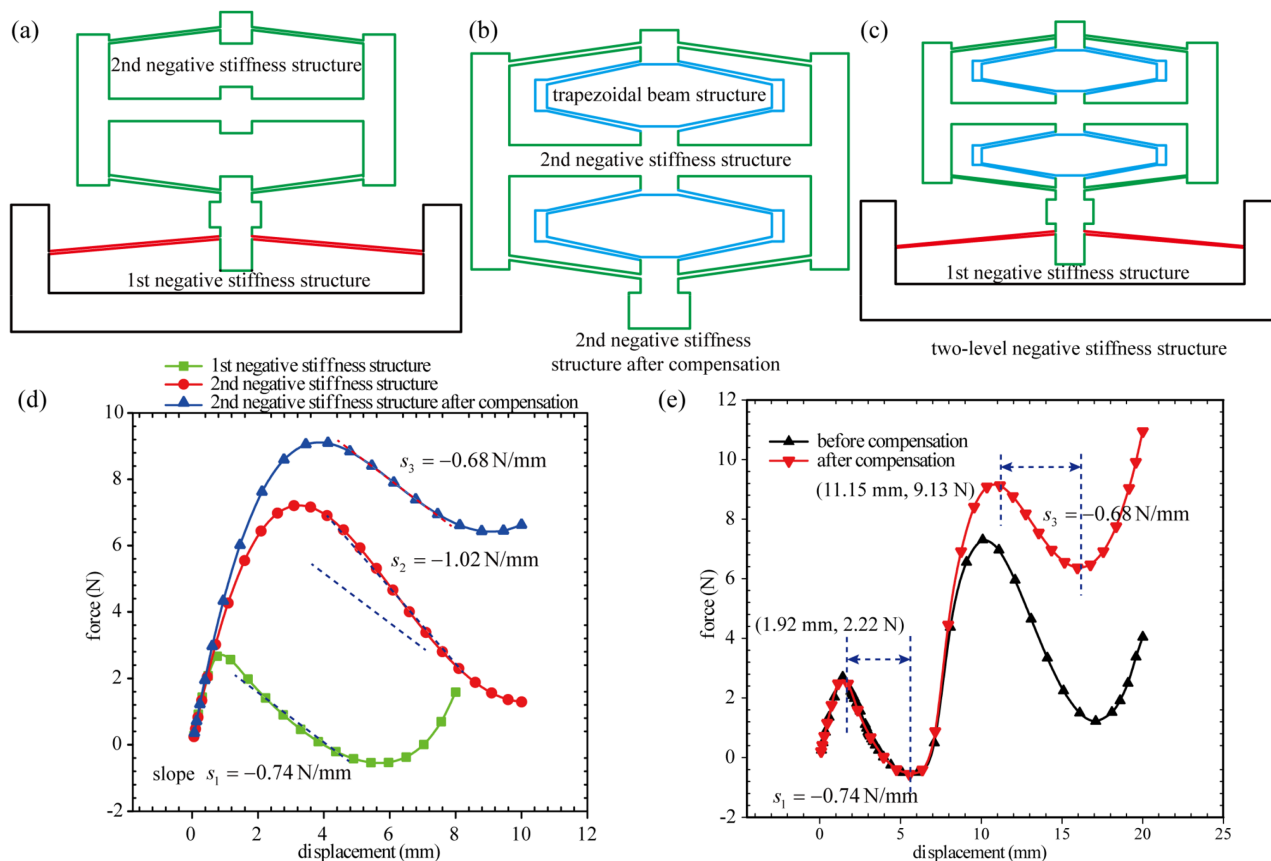 (a)
2nd negative stiffness structure
1st negative stiffness structure
(b)
trapezoidal beam structure
2nd negative stiffness structure
2nd negative stiffness
structure after compensation
(c)
1st negative stiffness structure
two-level negative stiffness structure
(d)
1st negative stiffness structure
2nd negative stiffness structure
2nd negative stiffness structure after compensation
s3 = −0.68 N/mm
s2 = −1.02 N/mm
slope s1 = −0.74 N/mm
10
8
6
4
2
0
-2
force (N)
0 2 4 6 8 10 12
displacement (mm)
(e)
before compensation
after compensation
(11.15 mm, 9.13 N)
s3 = −0.68 N/mm
(1.92 mm, 2.22 N)
s1 = −0.74 N/mm
12
10
8
6
4
2
0
-2
force (N)
0 5 10 15 20 25
displacement (mm)